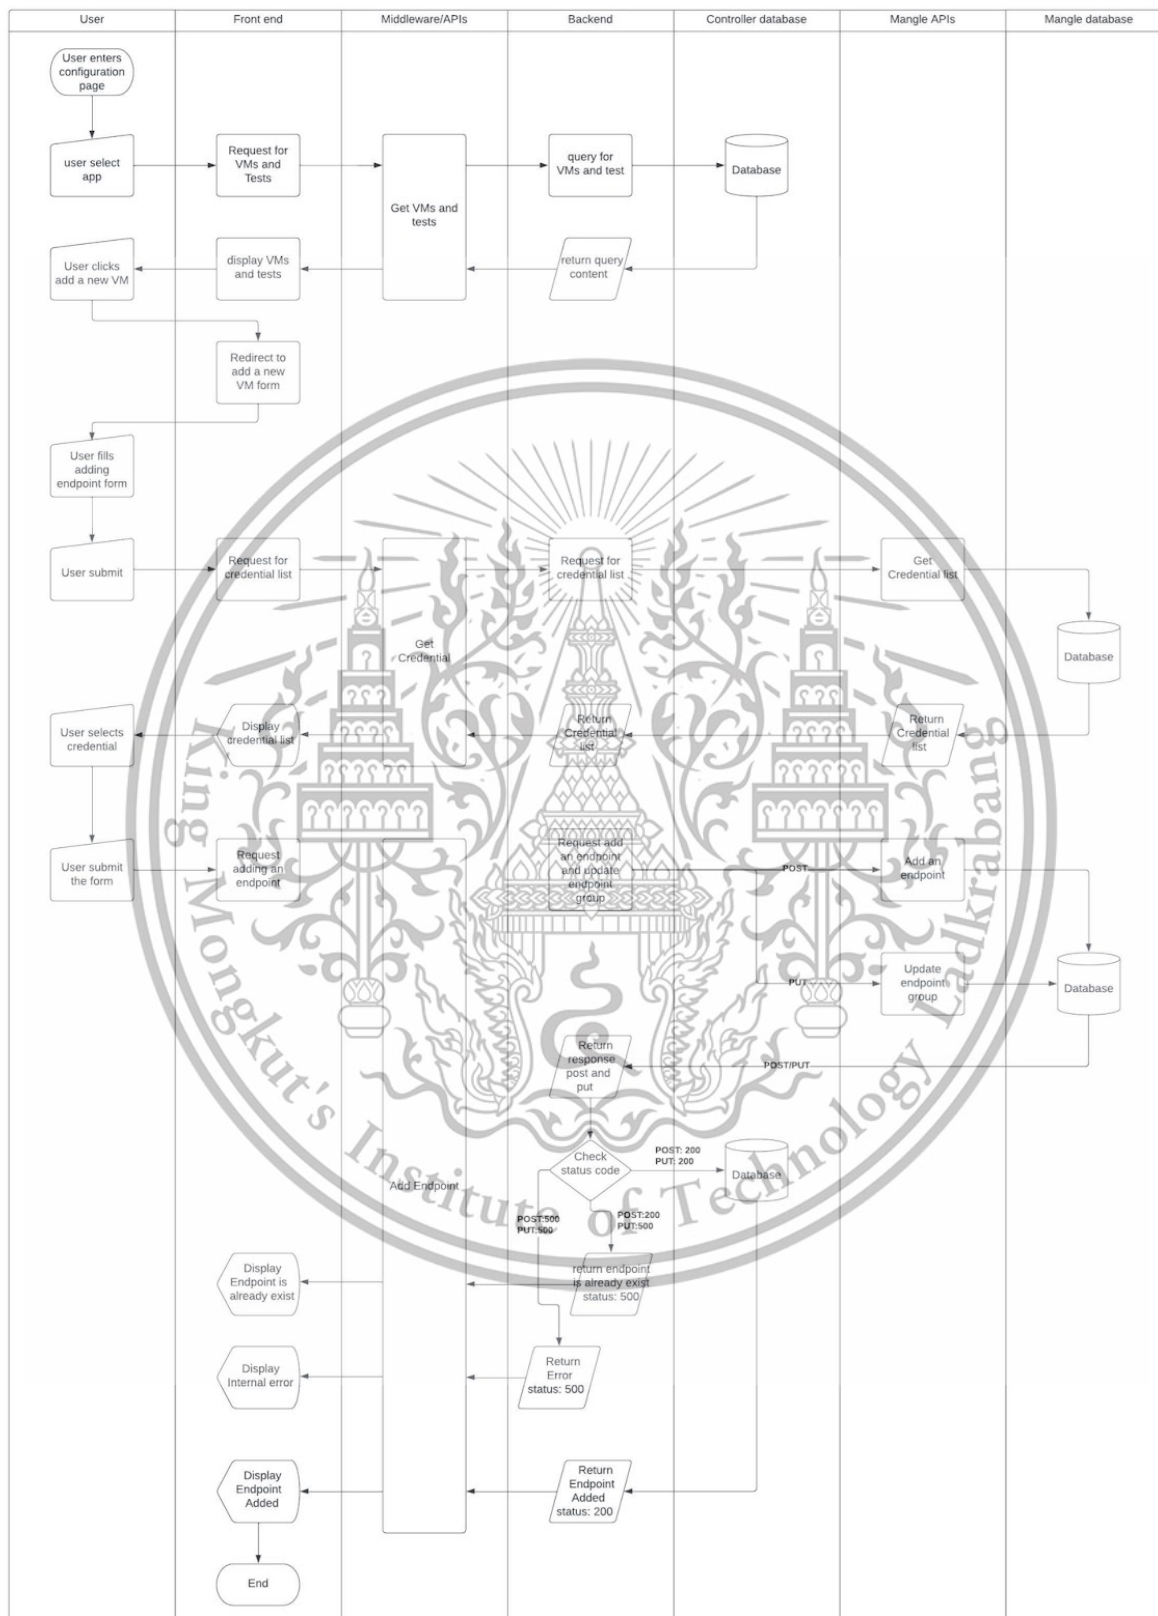 User
Front end
Middleware/APIs
Backend
Controller database
Mangle APIs
Mangle database
User enters
configuration
page
user select
app
Request for
VMs and
Tests
Get VMs and
tests
query for
VMs and test
Database
User clicks
add a new VM
display VMs
and tests
return query
content
Redirect to
add a new
VM form
User fills
adding
endpoint form
User submit
Request for
credential list
Get
Credential
Request for
credential list
Get
Credential list
Database
User selects
credential
Display
credential list
Return
Credential
list
Return
Credential
list
User submit
the form
Request
adding an
endpoint
Request add
an endpoint
and update
endpoint
group
POST
Add an
endpoint
PUT
Update
endpoint
group
Database
Return
response
post and
put
POST/PUT
Check
status code
POST: 200
PUT: 200
Database
Add Endpoint
POST:500
PUT:500
POST:200
PUT:500
Display
Endpoint is
already exist
return endpoint
is already exist
status: 500
Display
Internal error
Return
Error
status: 500
Display
Endpoint
Added
Return
Endpoint
Added
status: 200
End
King Mongkut's Institute of Technology Ladkrabang